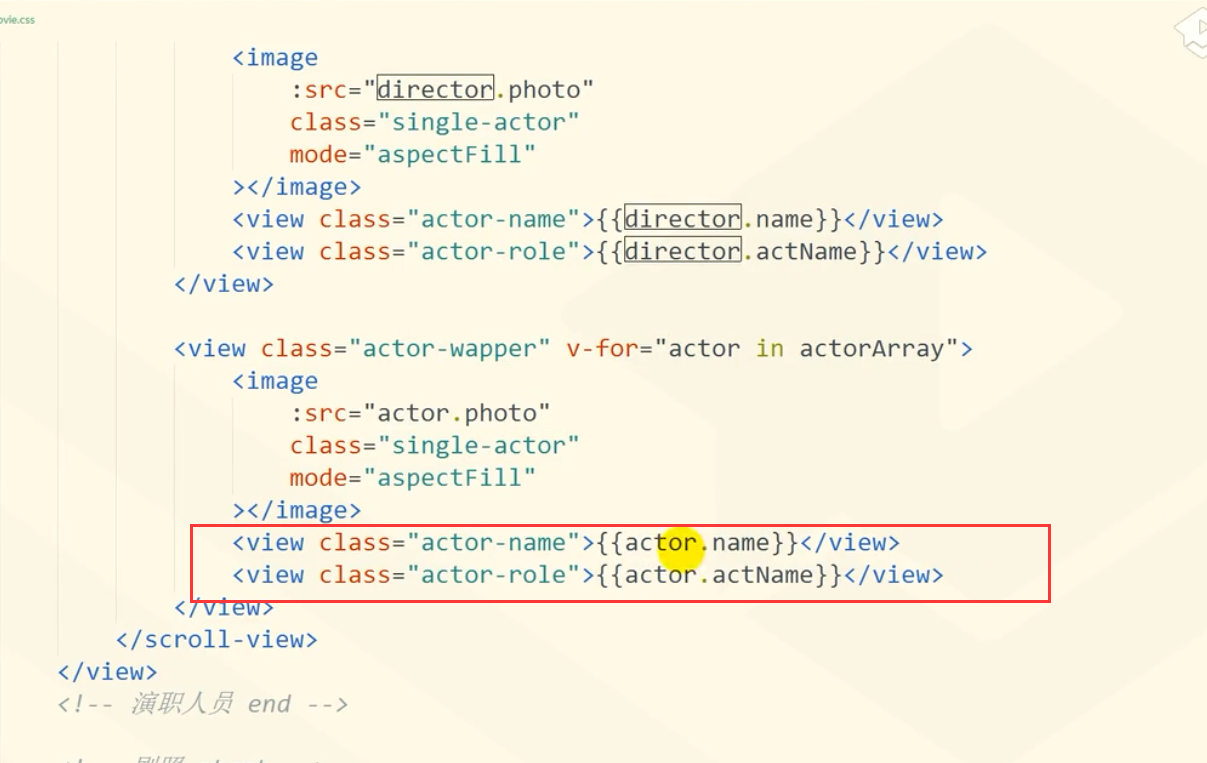 ovie.css
<image
:src="director.photo"
class="single-actor"
mode="aspectFill"
></image>
<view class="actor-name">{{director.name}}</view>
<view class="actor-role">{{director.actName}}</view>
</view>
<view class="actor-wapper" v-for="actor in actorArray">
<image
:src="actor.photo"
class="single-actor"
mode="aspectFill"
></image>
<view class="actor-name">{{actor.name}}</view>
<view class="actor-role">{{actor.actName}}</view>
</view>
</scroll-view>
</view>
<!-- 演职人员 end -->